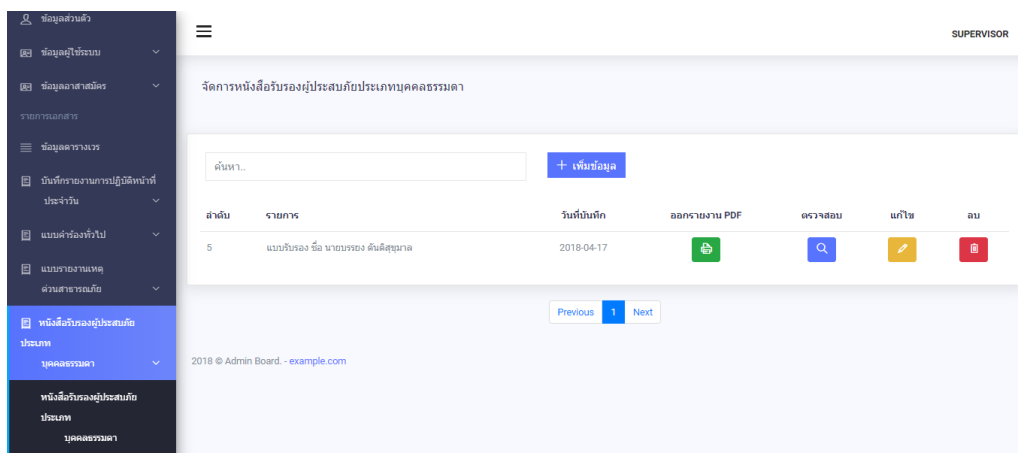 ข้อมูลส่วนตัว
ข้อมูลผู้ใช้ระบบ
ข้อมูลอาสาสมัคร
รายการเอกสาร
ข้อมูลตารางเวร
บันทึกรายงานการปฏิบัติหน้าที่
ประจำวัน
แบบคำร้องทั่วไป
แบบรายงานเหตุ
ด่วนสาธารณภัย
หนังสือรับรองผู้ประสบภัย
ประเภท
บุคคลธรรมดา
หนังสือรับรองผู้ประสบภัย
ประเภท
บุคคลธรรมดา
SUPERVISOR
จัดการหนังสือรับรองผู้ประสบภัยประเภทบุคคลธรรมดา
ค้นหา..
+ เพิ่มข้อมูล
ลำดับ รายการ วันที่บันทึก ออกรายงาน PDF ตรวจสอบ แก้ไข ลบ
5 แบบรับรอง ชื่อ นายบรรยง ตันติสุขุมาล 2018-04-17
Previous 1 Next
2018 © Admin Board. - example.com